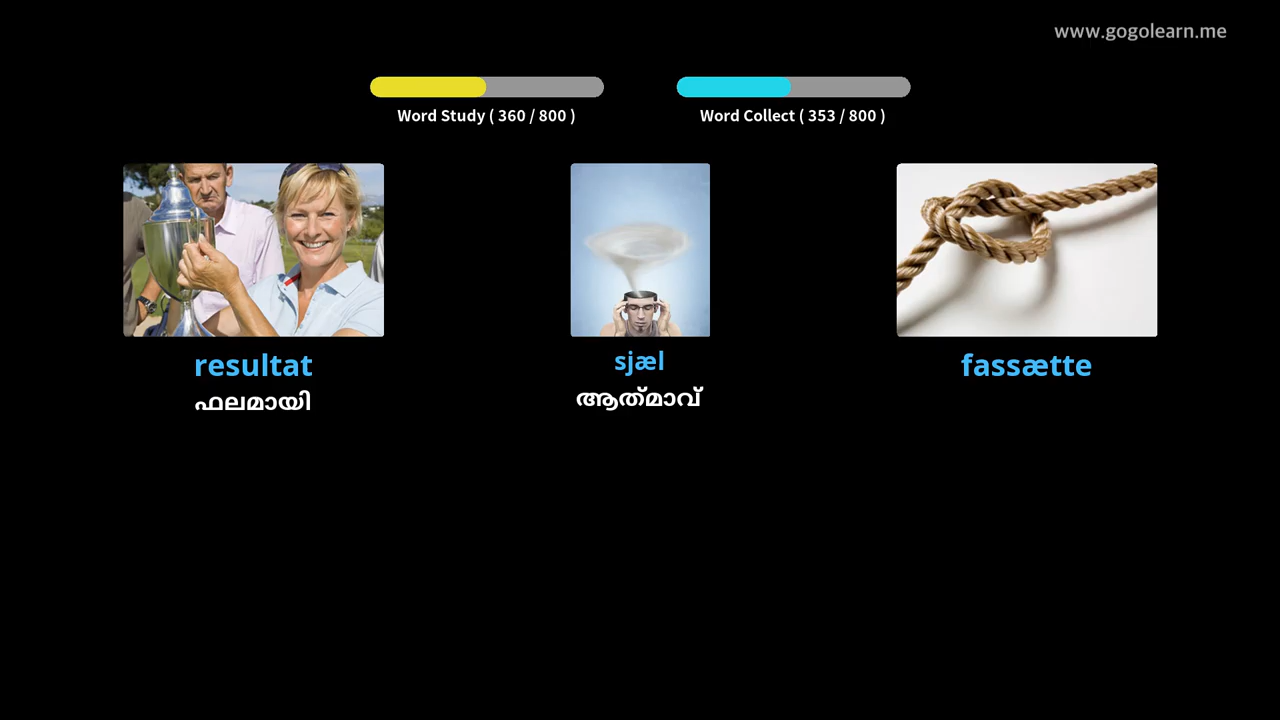 www.gogolearn.me
Word Study ( 360 / 800 )
Word Collect ( 353 / 800 )
resultat
ഫലമായി
sjæl
ആത്മാവ്
fassætte